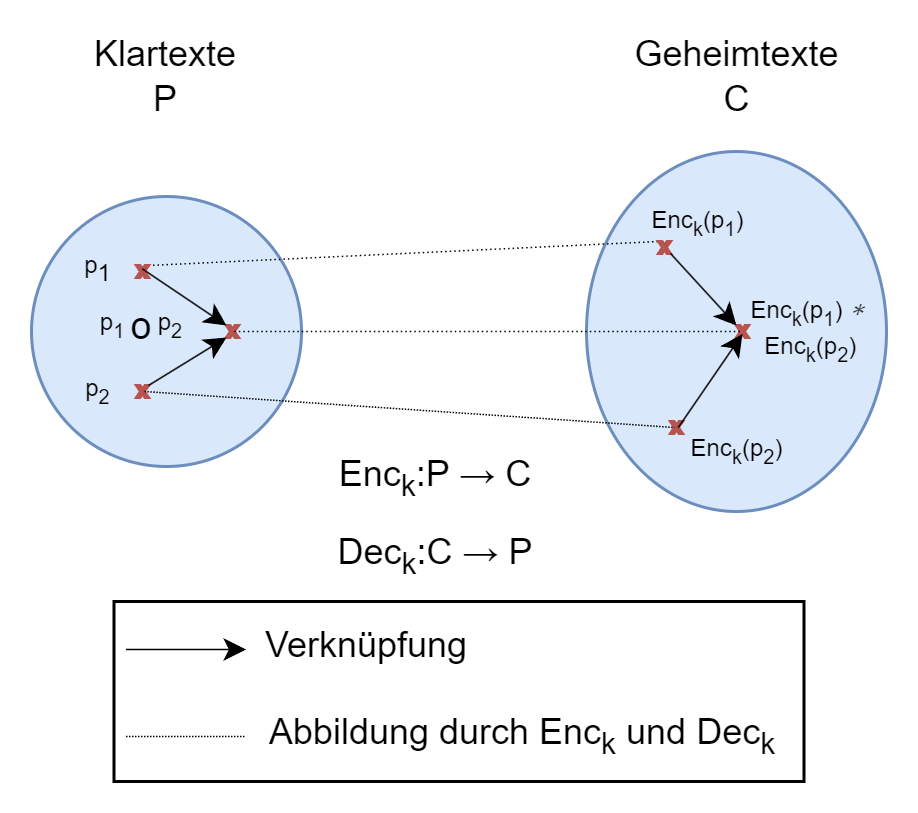 Klartexte
P
Geheimtexte
C
p₁
p₁ o p₂
p₂
Encₖ(p₁)
Encₖ(p₁) *
Encₖ(p₂)
Encₖ(p₂)
Encₖ:P → C
Decₖ:C → P
Verknüpfung
Abbildung durch Encₖ und Decₖ